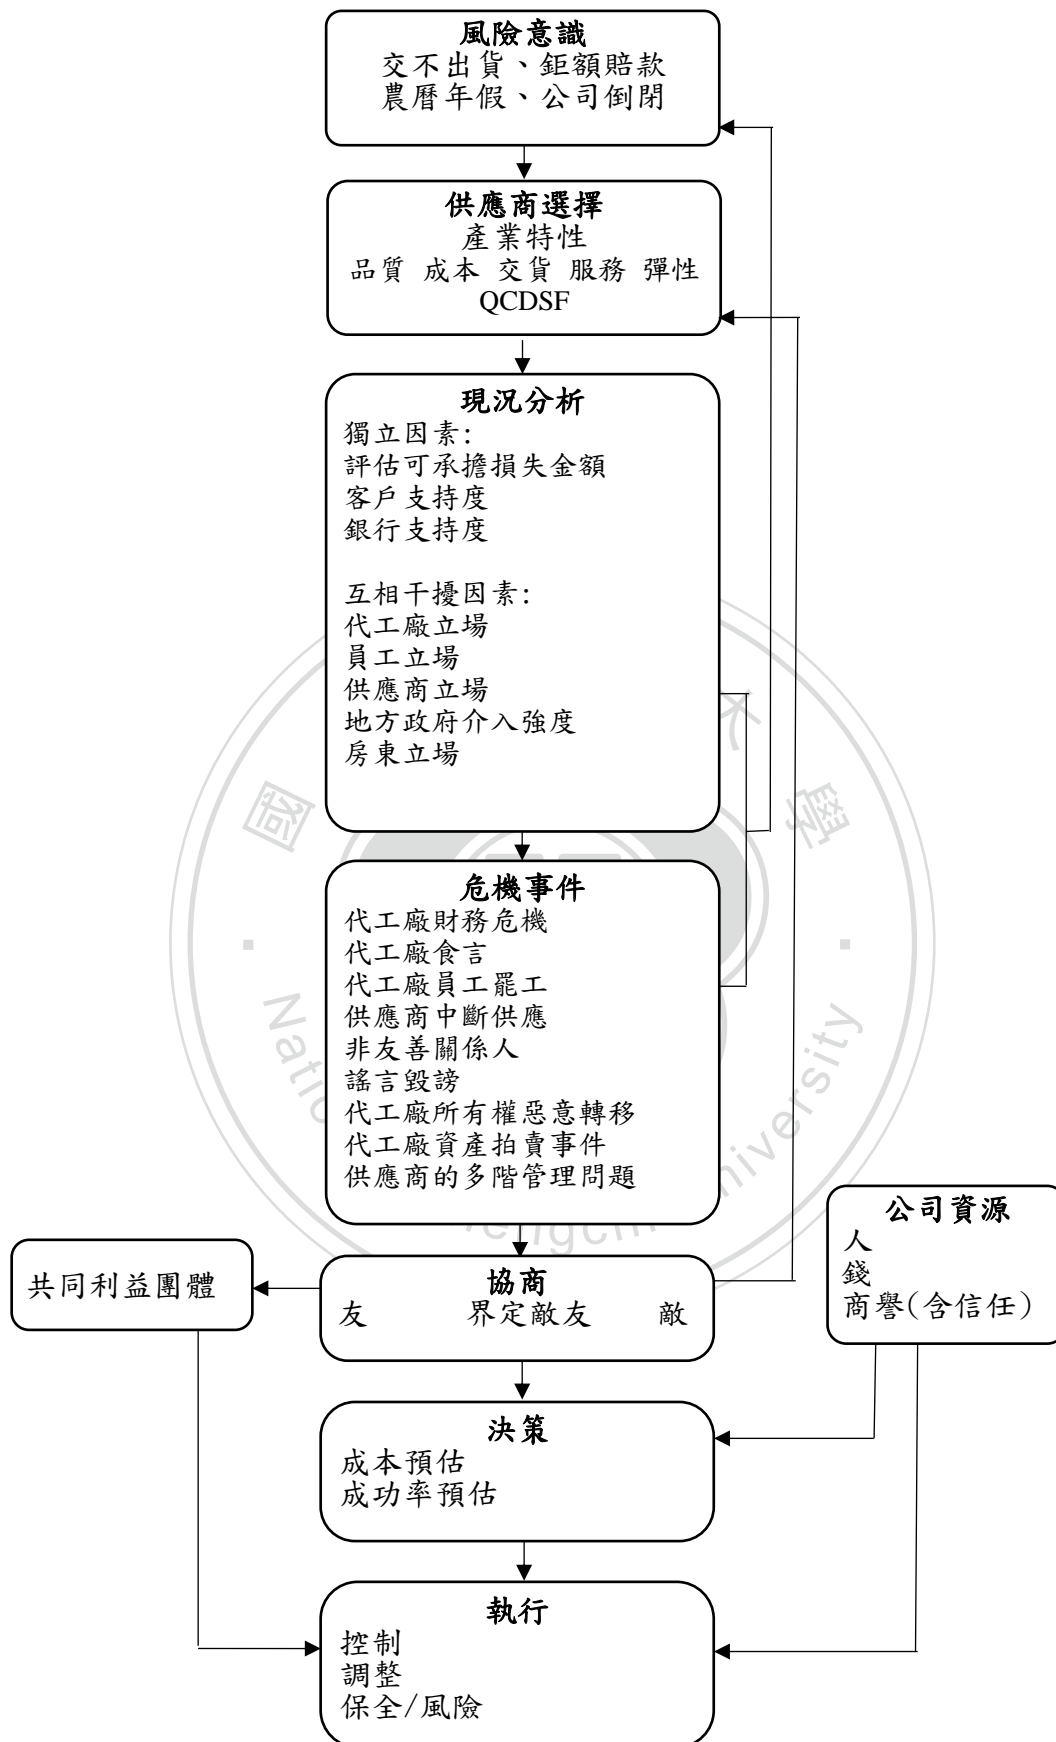 風險意識
交不出貨、鉅額賠款
農曆年假、公司倒閉
供應商選擇
產業特性
品質 成本 交貨 服務 彈性
QCDSF
現況分析
獨立因素:
評估可承擔損失金額
客戶支持度
銀行支持度
互相干擾因素:
代工廠立場
員工立場
供應商立場
地方政府介入強度
房東立場
危機事件
代工廠財務危機
代工廠食言
代工廠員工罷工
供應商中斷供應
非友善關係人
謠言毀謗
代工廠所有權惡意轉移
代工廠資產拍賣事件
供應商的多階管理問題
公司資源
人
錢
商譽(含信任)
共同利益團體
協商
友 界定敵友 敵
決策
成本預估
成功率預估
執行
控制
調整
保全/風險
國 大 學
Natio engch niversity